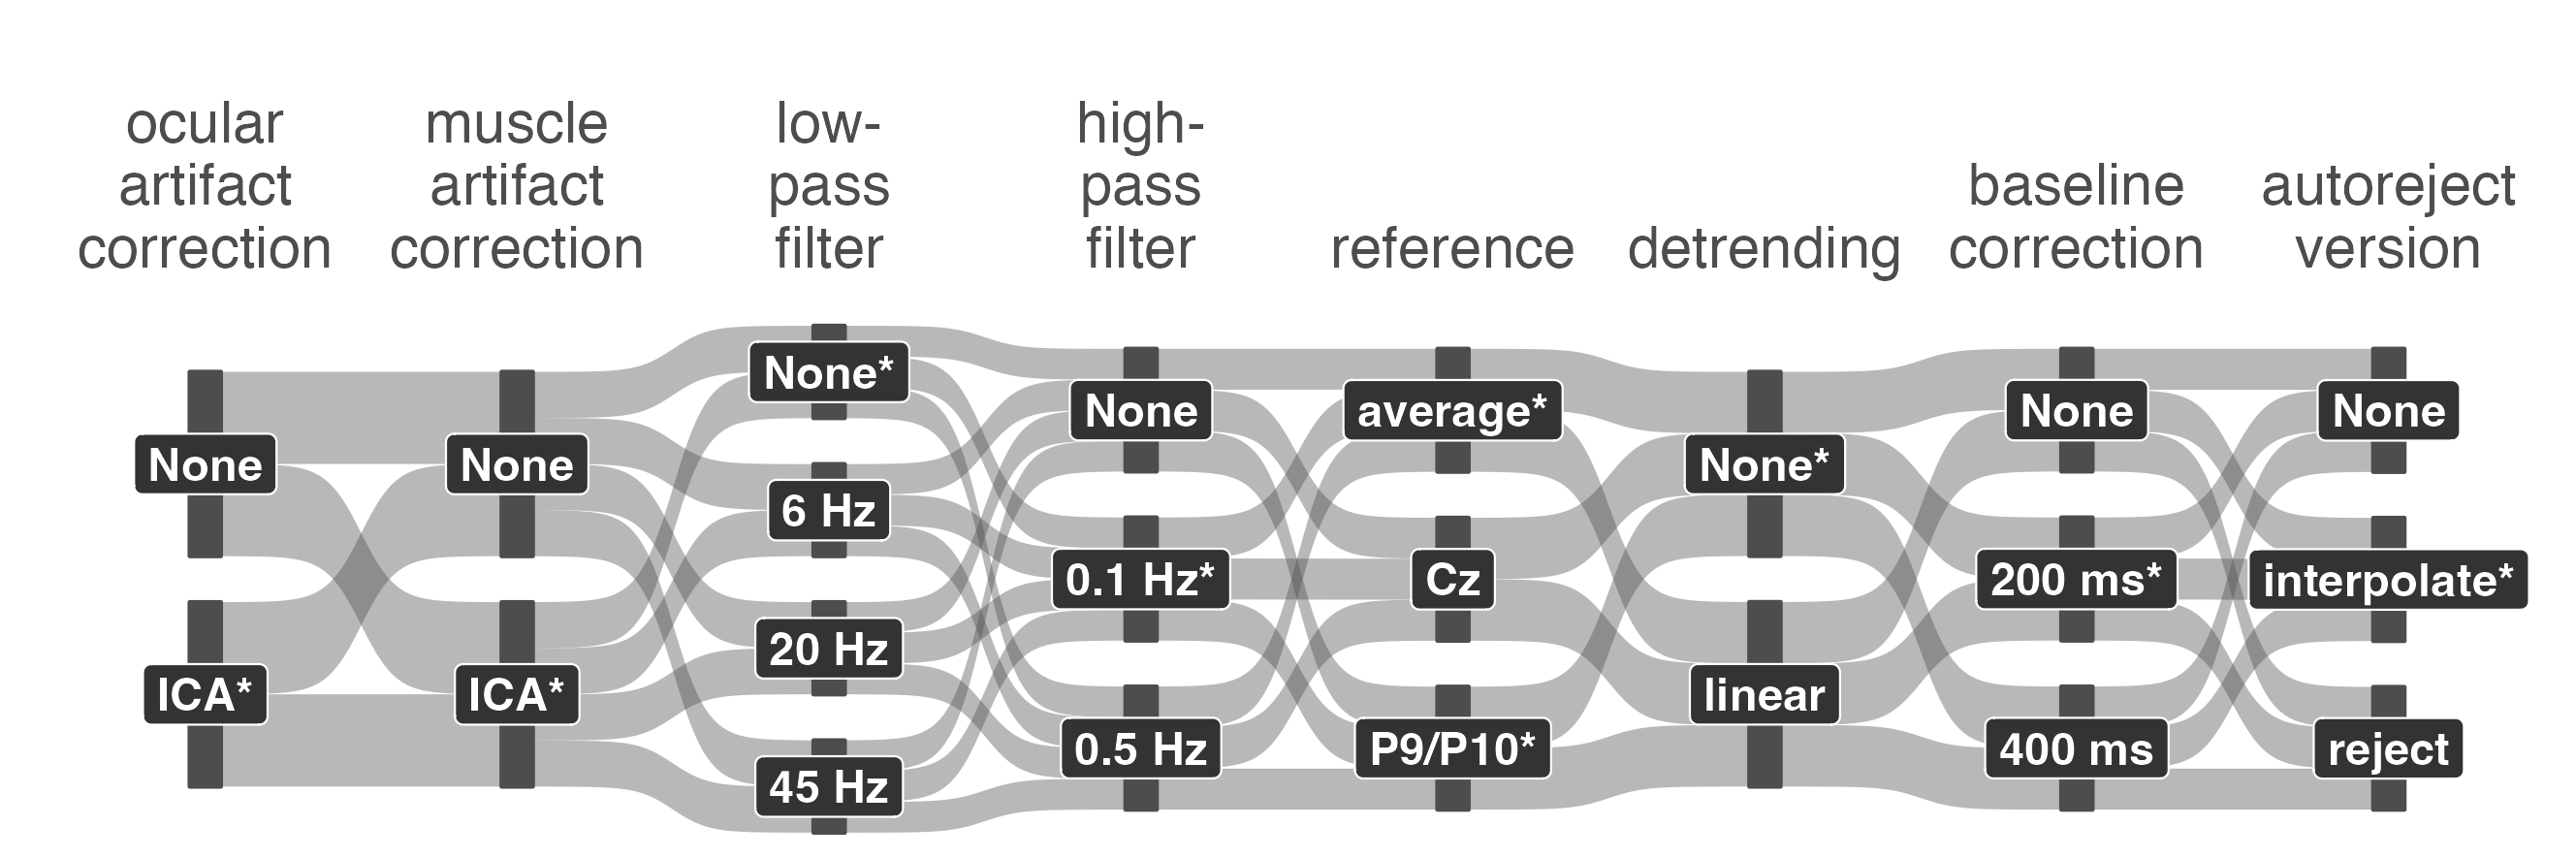 ocular
artifact
correction
muscle
artifact
correction
low-
pass
filter
high-
pass
filter
reference
detrending
baseline
correction
autoreject
version
None
ICA*
None
ICA*
None*
6 Hz
20 Hz
45 Hz
None
0.1 Hz*
0.5 Hz
average*
Cz
P9/P10*
None*
linear
None
200 ms*
400 ms
None
interpolate*
reject